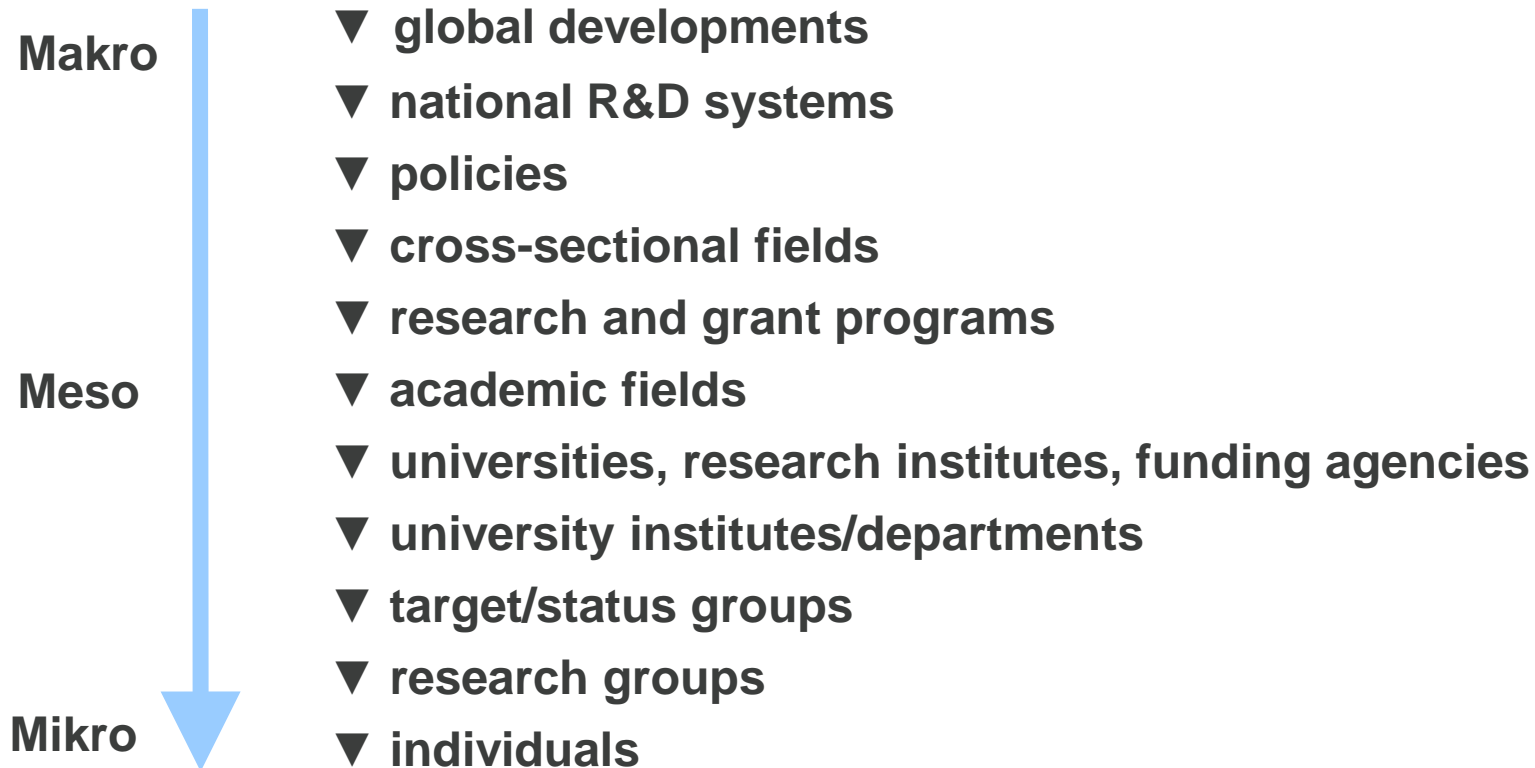 Makro
▼ global developments
▼ national R&D systems
▼ policies
▼ cross-sectional fields
▼ research and grant programs
Meso
▼ academic fields
▼ universities, research institutes, funding agencies
▼ university institutes/departments
▼ target/status groups
▼ research groups
Mikro
▼ individuals